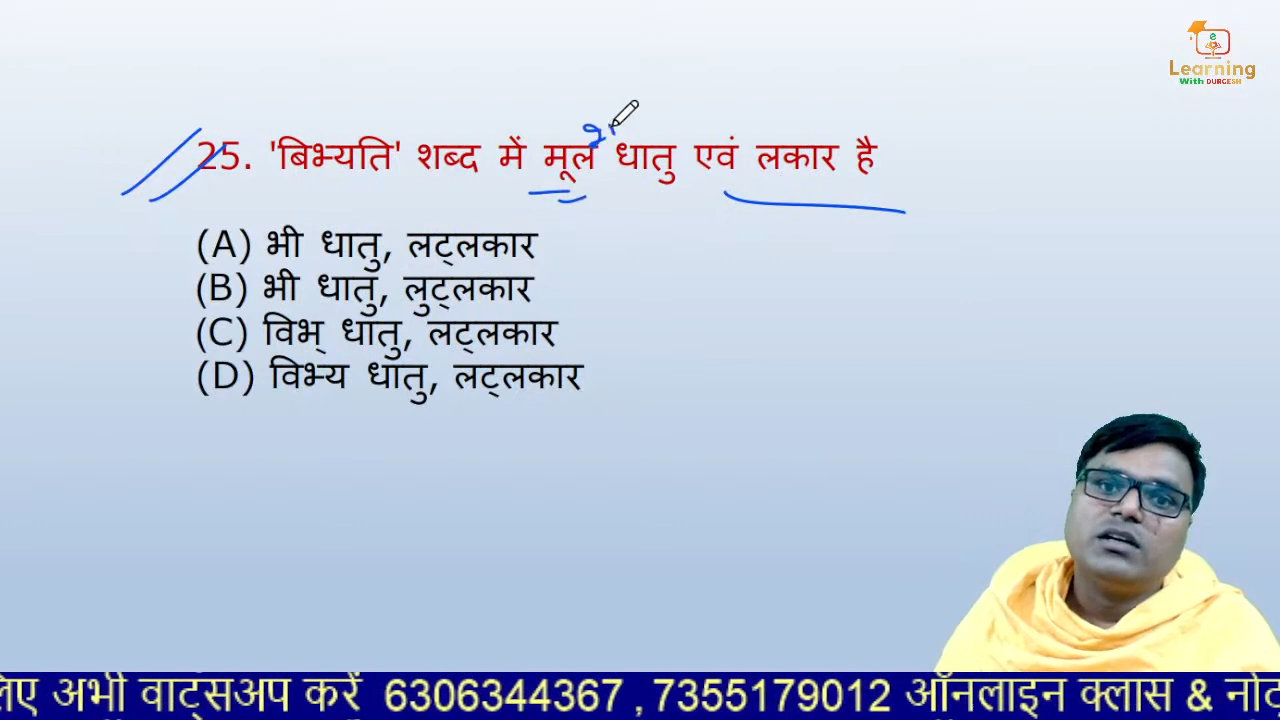 e
Learning
With DURGESH
25. 'बिभ्यति' शब्द में मूल धातु एवं लकार है
(A) भी धातु, लट्लकार
(B) भी धातु, लुट्लकार
(C) विभ् धातु, लट्लकार
(D) विभ्य धातु, लट्लकार
लिए अभी वाट्सअप करें 6306344367 , 7355179012 ऑनलाइन क्लास & नोट